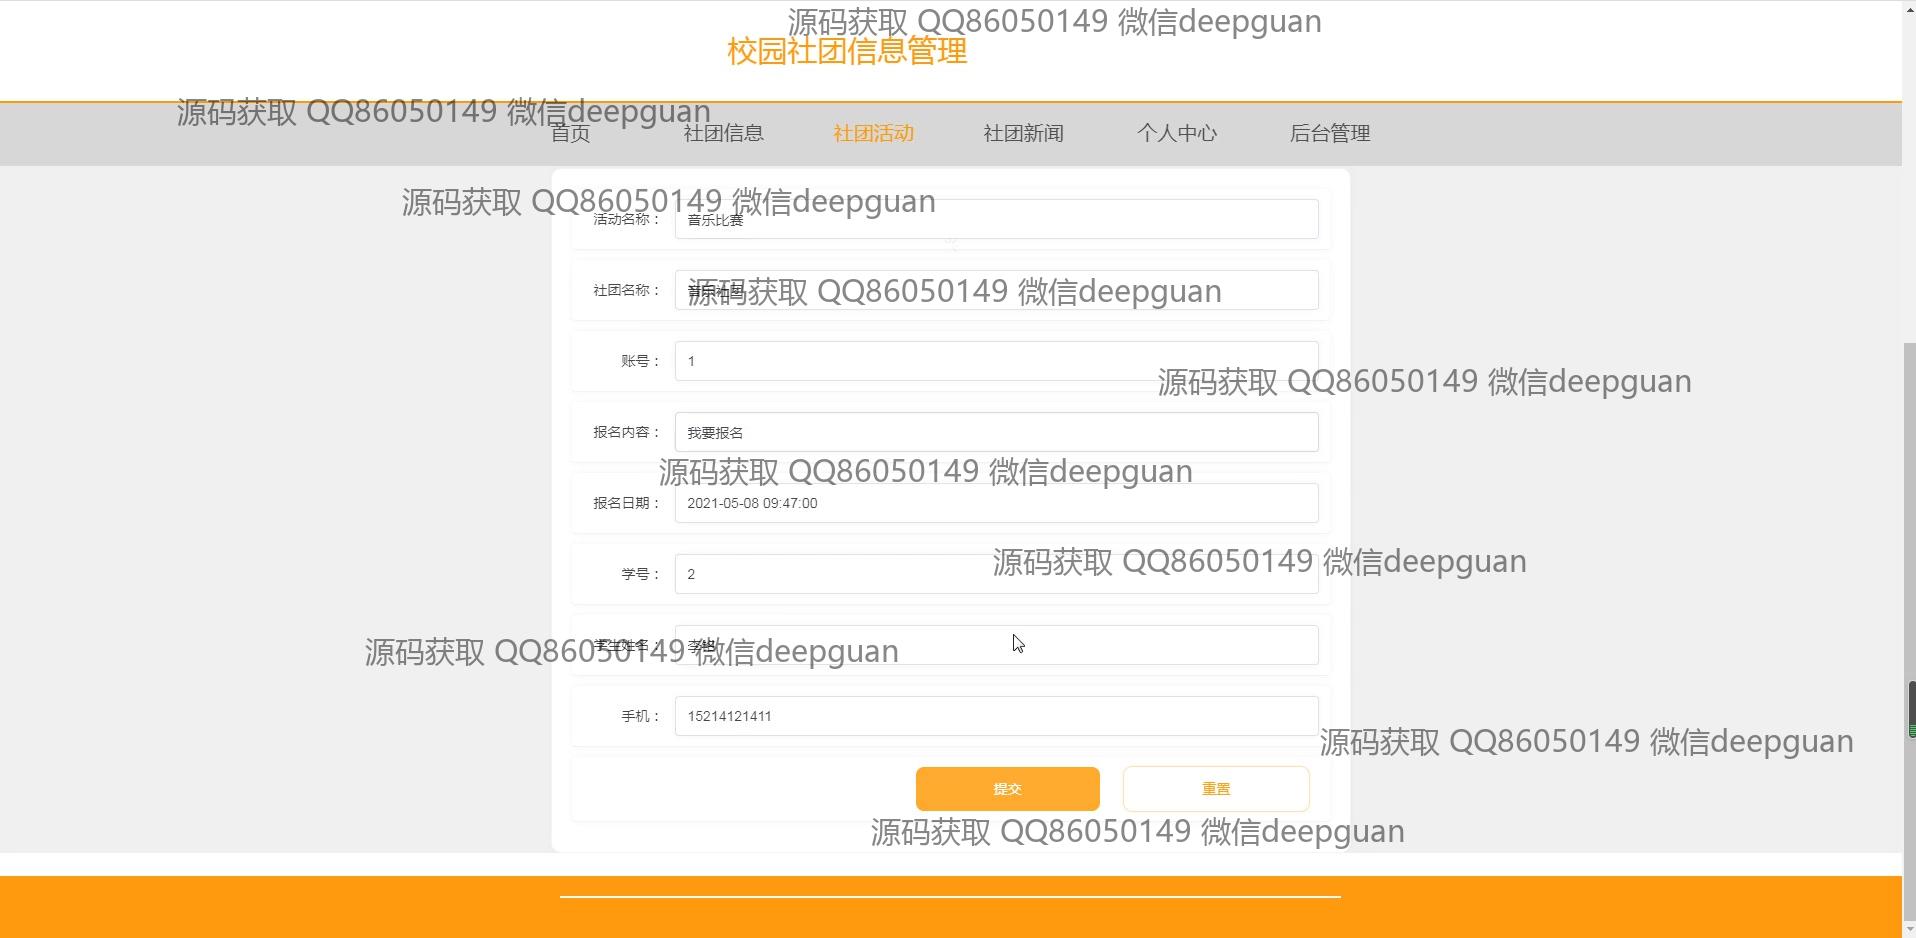 源码获取 QQ86050149 微信deepguan
校园社团信息管理
源码获取 QQ86050149 微信deepguan
首页 社团信息 社团活动 社团新闻 个人中心 后台管理
源码获取 QQ86050149 微信deepguan
活动名称： 音乐比赛
社团名称：
源码获取 QQ86050149 微信deepguan
账号： 1
源码获取 QQ86050149 微信deepguan
报名内容： 我要报名
源码获取 QQ86050149 微信deepguan
报名日期： 2021-05-08 09:47:00
源码获取 QQ86050149 微信deepguan
学号： 2
学生姓名：
源码获取 QQ86050149 微信deepguan
手机： 15214121411
源码获取 QQ86050149 微信deepguan
提交 重置
源码获取 QQ86050149 微信deepguan